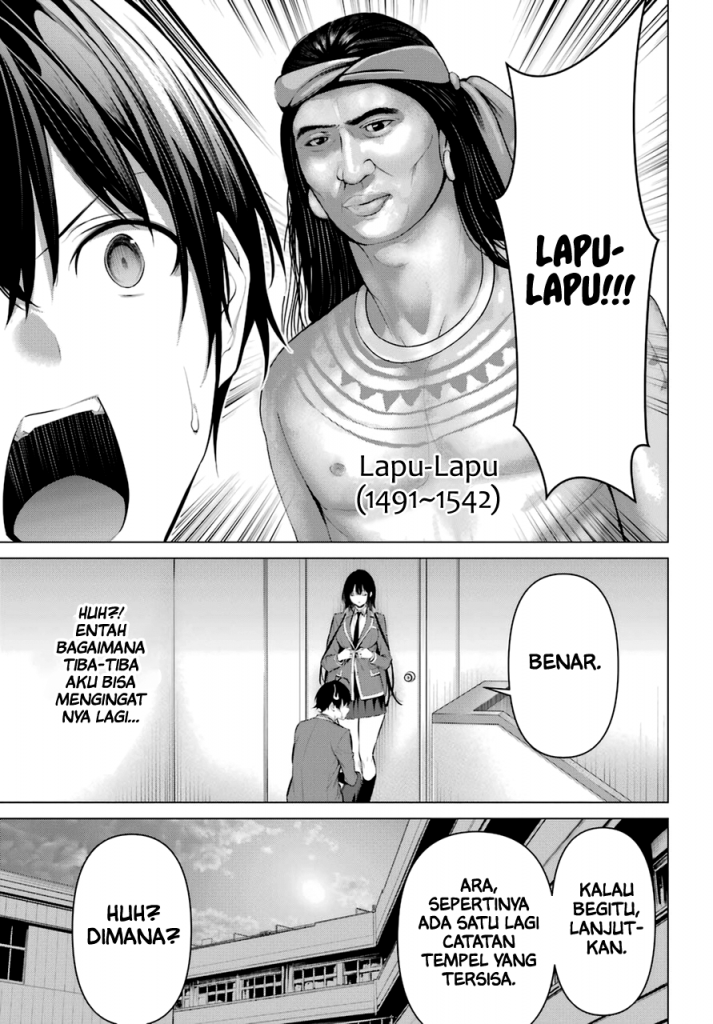 LAPU-
LAPU!!!
Lapu-Lapu
(1491~1542)
BENAR.
HUH?!
ENTAH
BAGAIMANA
TIBA-TIBA
AKU BISA
MENGINGAT
NYA LAGI...
KALAU
BEGITU,
LANJUT-
KAN.
ARA,
SEPERTINYA
ADA SATU LAGI
CATATAN
TEMPEL YANG
TERSISA.
HUH?
DIMANA?